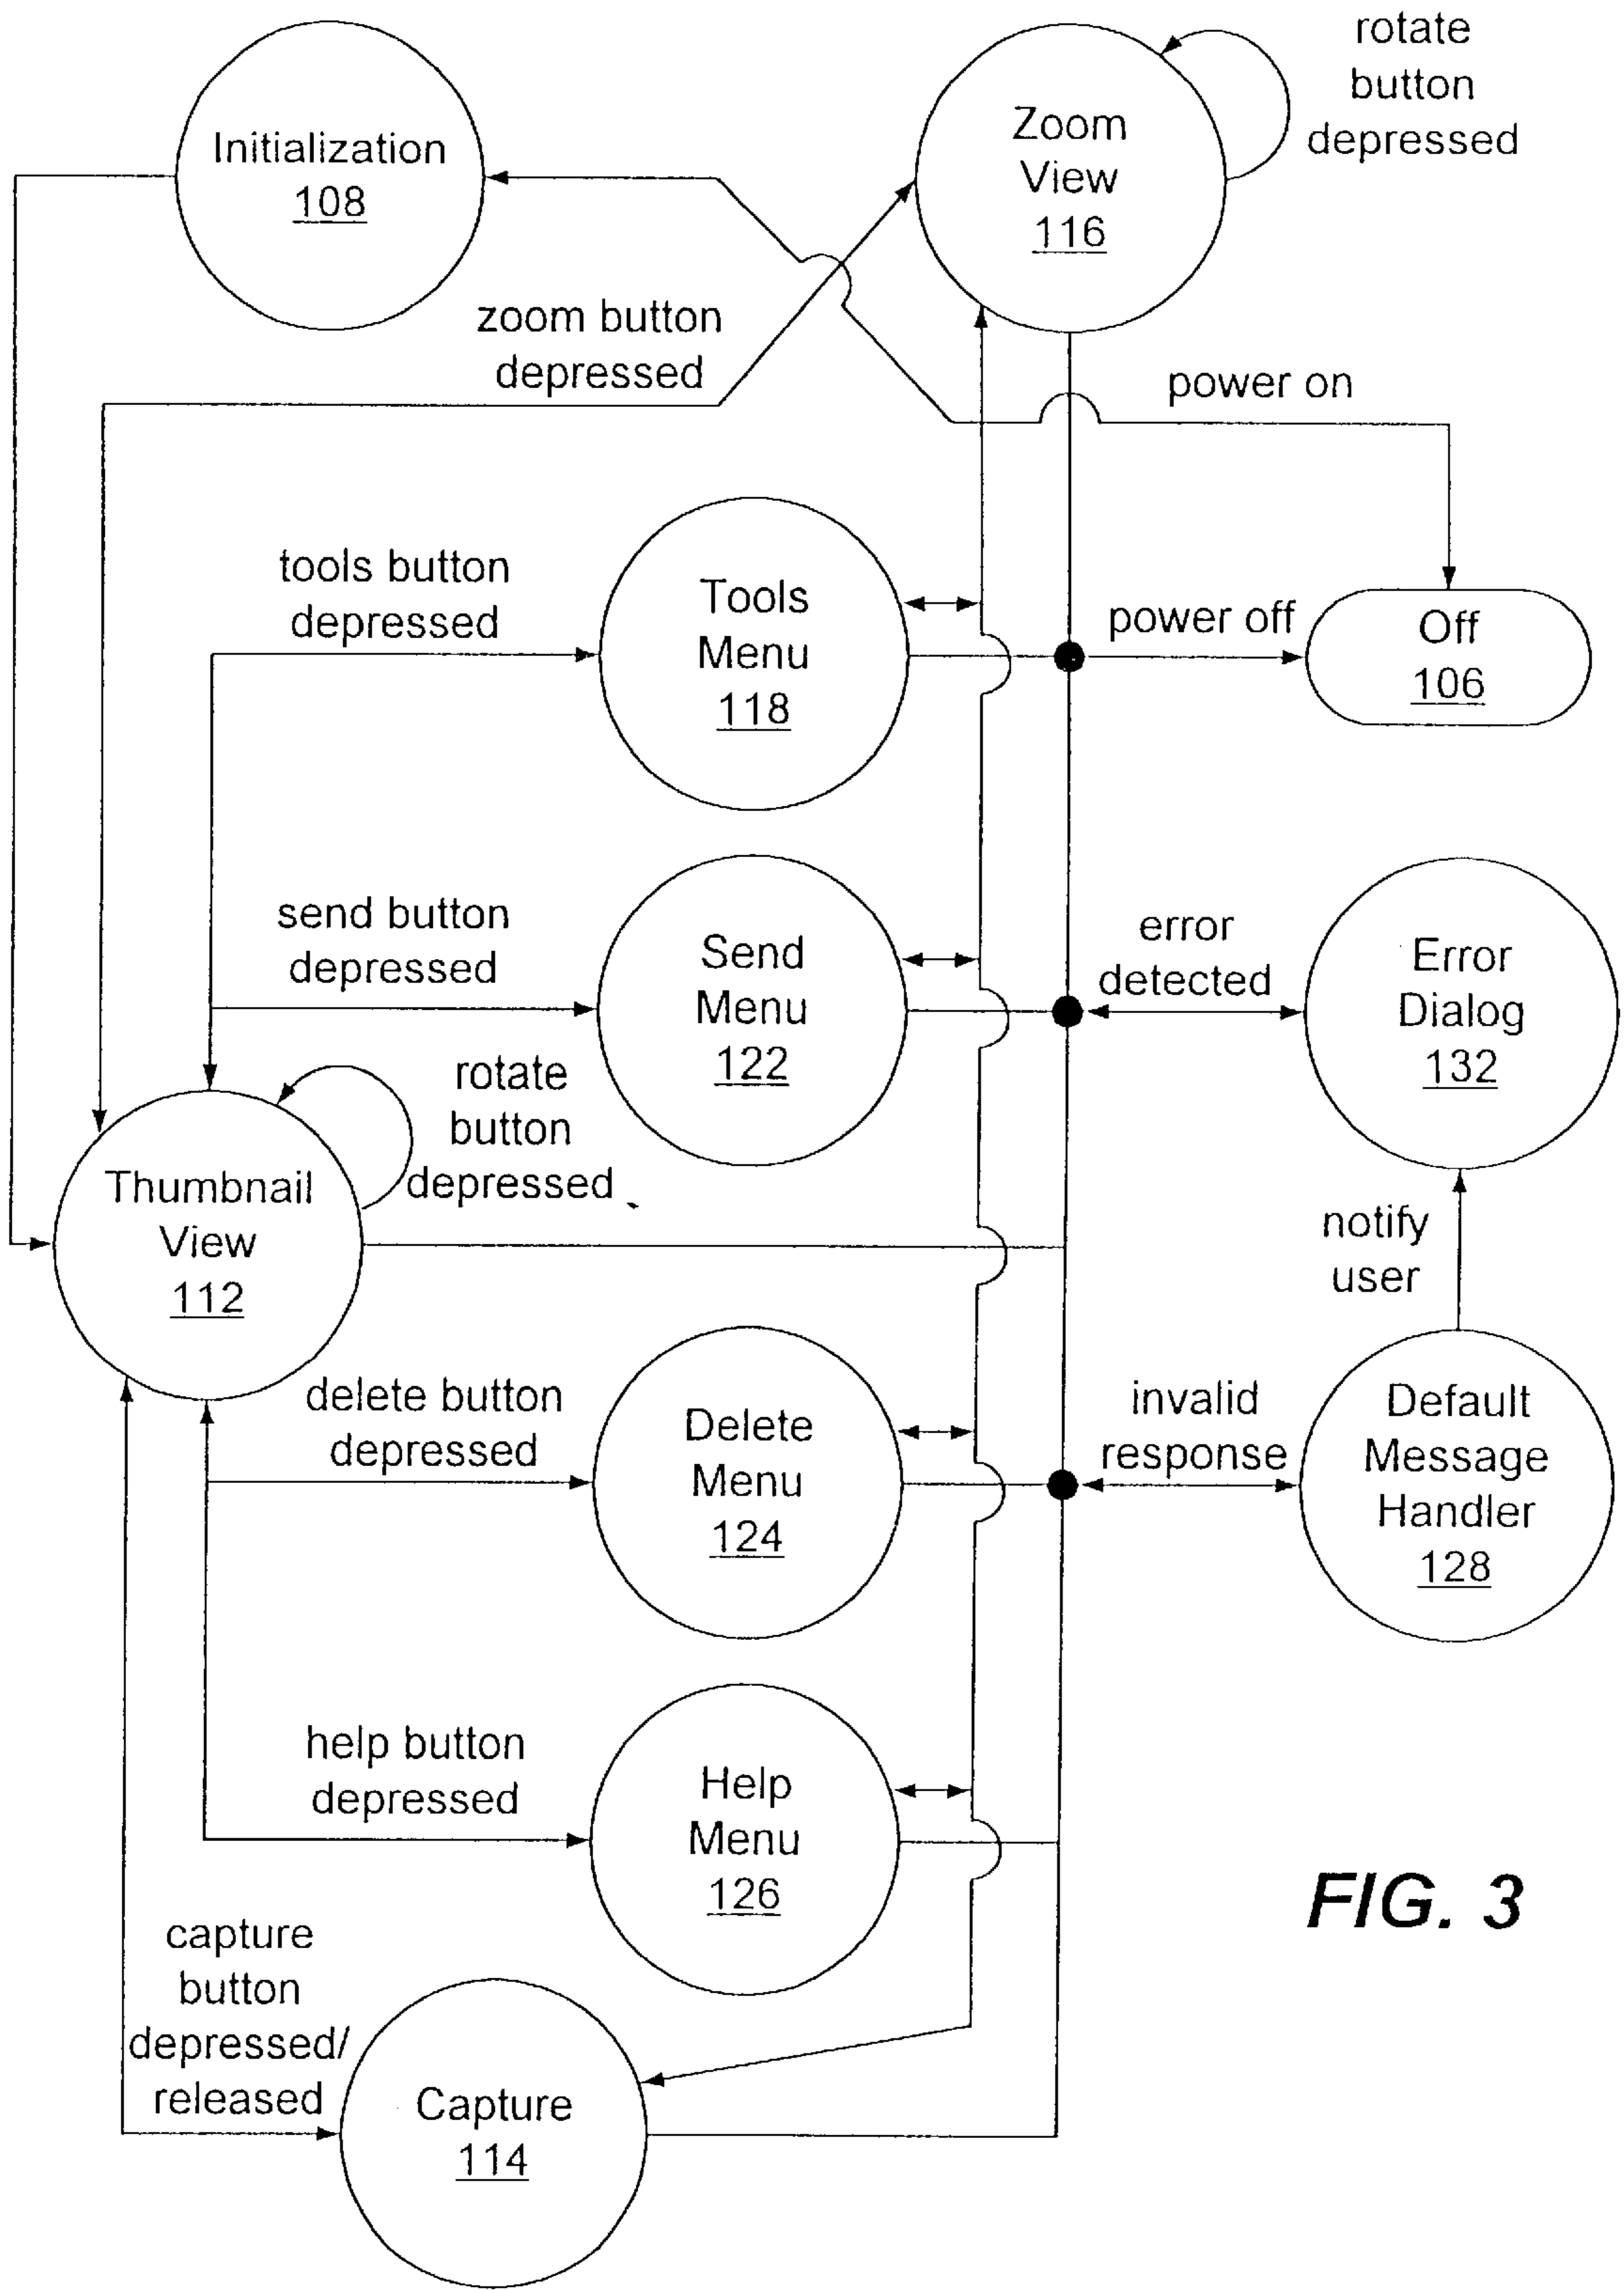 rotate
button
depressed
Initialization
108
Zoom
View
116
zoom button
depressed
power on
tools button
depressed
Tools
Menu
118
power off
Off
106
send button
depressed
Send
Menu
122
error
detected
Error
Dialog
132
rotate
button
depressed
Thumbnail
View
112
notify
user
delete button
depressed
Delete
Menu
124
invalid
response
Default
Message
Handler
128
help button
depressed
Help
Menu
126
FIG. 3
capture
button
depressed/
released
Capture
114